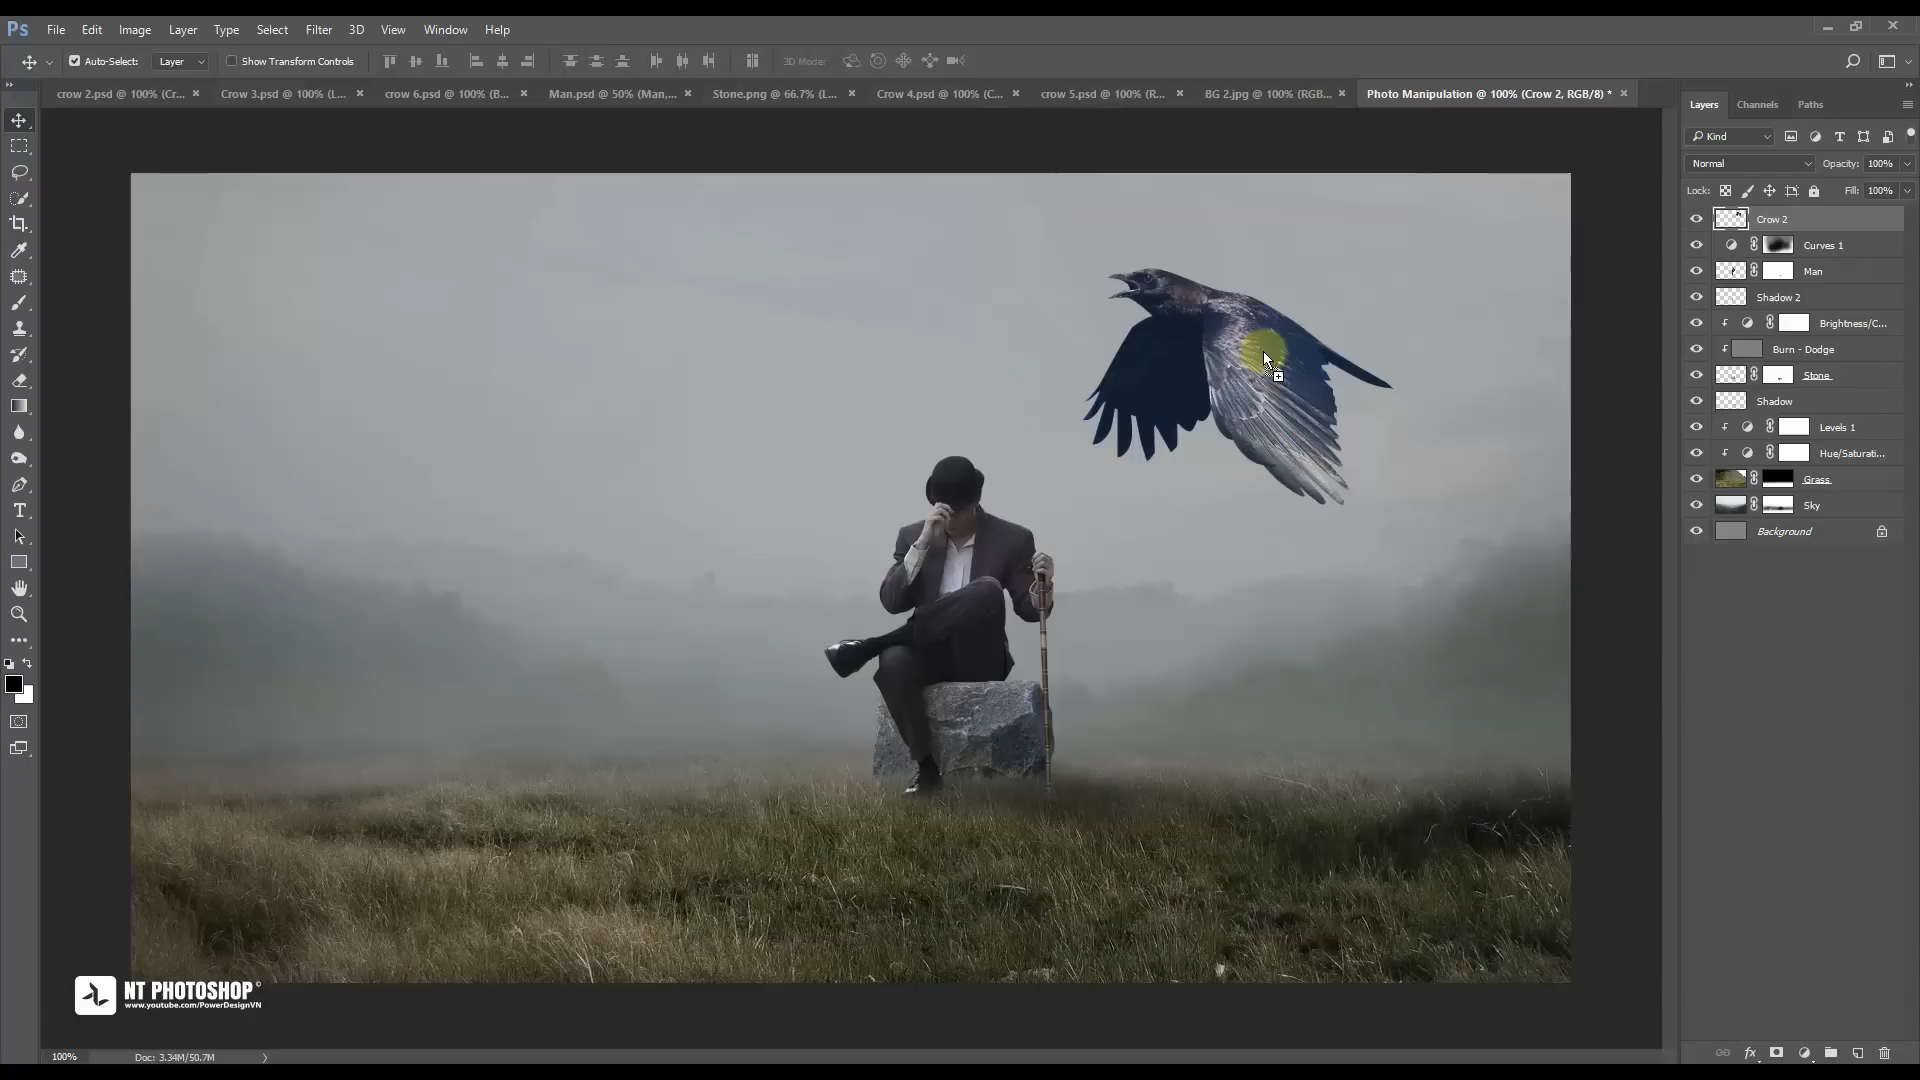 Ps File Edit Image Layer Type Select Filter 3D View Window Help
Auto-Select: Layer Show Transform Controls 3D Mode:
crow 2.psd @ 100% (Cr... × Crow 3.psd @ 100% (L... × crow 6.psd @ 100% (B... × Man.psd @ 50% (Man,... × Stone.png @ 66.7% (L... × Crow 4.psd @ 100% (C... × crow 5.psd @ 100% (R... × BG 2.jpg @ 100% (RGB... × Photo Manipulation @ 100% (Crow 2, RGB/8) * ×
Layers Channels Paths
Kind
Normal Opacity: 100%
Lock: Fill: 100%
Crow 2
Curves 1
Man
Shadow 2
Brightness/C...
Burn - Dodge
Stone
Shadow
Levels 1
Hue/Saturati...
Grass
Sky
Background
NT PHOTOSHOP
www.youtube.com/PowerDesignVN
100% Doc: 3.34M/50.7M
fx